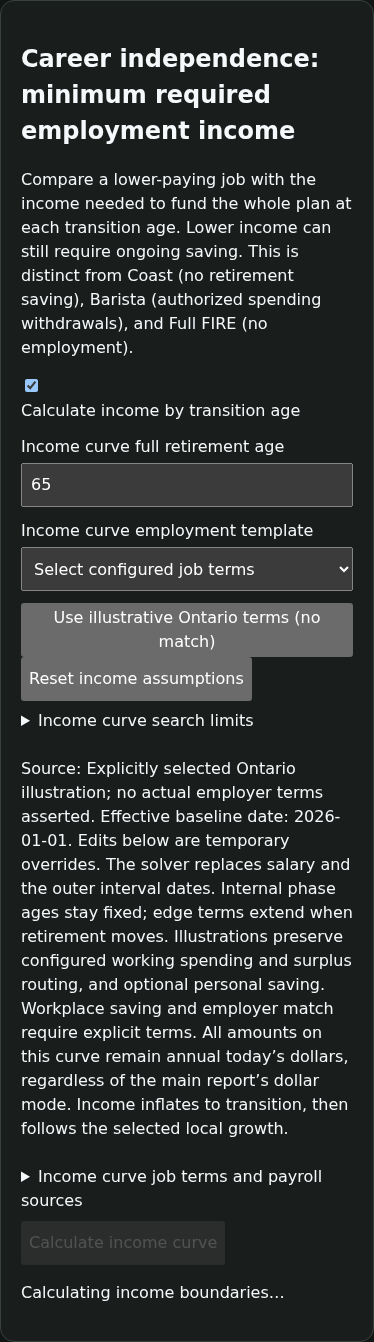 Career independence:
minimum required
employment income
Compare a lower-paying job with the
income needed to fund the whole plan at
each transition age. Lower income can
still require ongoing saving. This is
distinct from Coast (no retirement
saving), Barista (authorized spending
withdrawals), and Full FIRE (no
employment).
Calculate income by transition age
Income curve full retirement age
65
Income curve employment template
Select configured job terms
Use illustrative Ontario terms (no
match)
Reset income assumptions
Income curve search limits
Source: Explicitly selected Ontario
illustration; no actual employer terms
asserted. Effective baseline date: 2026-
01-01. Edits below are temporary
overrides. The solver replaces salary and
the outer interval dates. Internal phase
ages stay fixed; edge terms extend when
retirement moves. Illustrations preserve
configured working spending and surplus
routing, and optional personal saving.
Workplace saving and employer match
require explicit terms. All amounts on
this curve remain annual today’s dollars,
regardless of the main report’s dollar
mode. Income inflates to transition, then
follows the selected local growth.
Income curve job terms and payroll
sources
Calculate income curve
Calculating income boundaries…